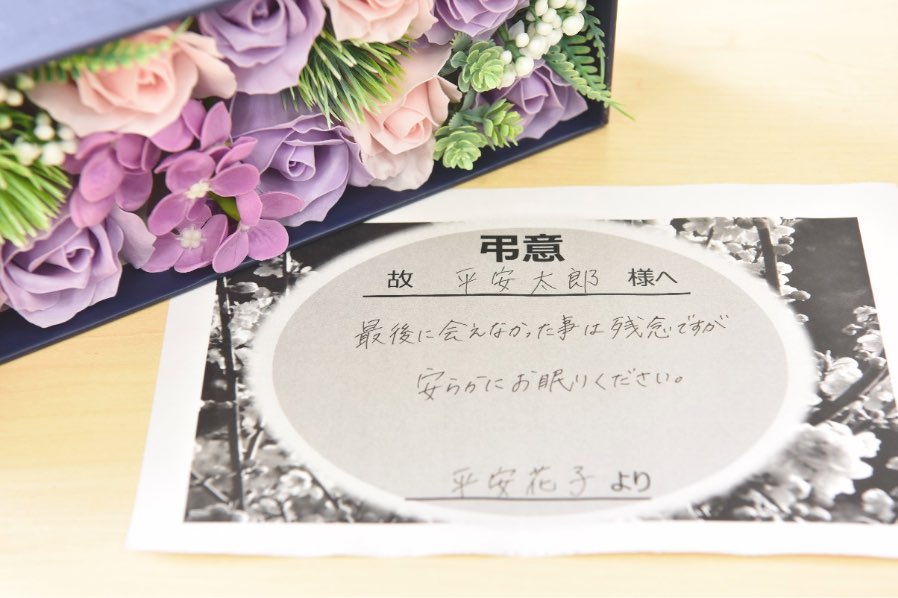 弔意
故 平安太郎 様へ
最後に会えなかった事は残念ですが
安らかにお眠りください。
平安花子 より